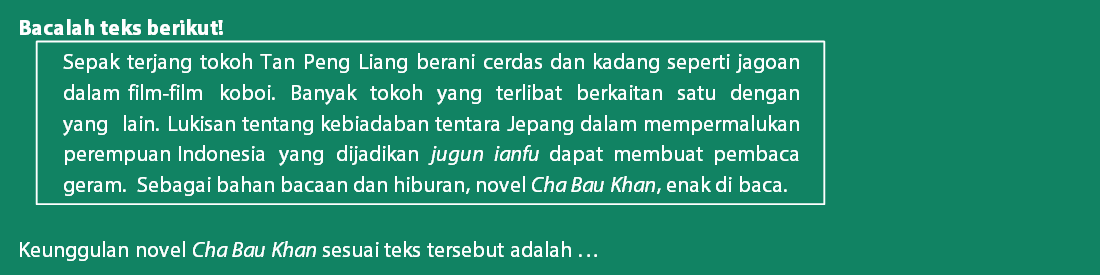 Bacalah teks berikut!
Sepak terjang tokoh Tan Peng Liang berani cerdas dan kadang seperti jagoan
dalam film-film koboi. Banyak tokoh yang terlibat berkaitan satu dengan
yang lain. Lukisan tentang kebiadaban tentara Jepang dalam mempermalukan
perempuan Indonesia yang dijadikan jugun ianfu dapat membuat pembaca
geram. Sebagai bahan bacaan dan hiburan, novel Cha Bau Khan, enak di baca.
Keunggulan novel Cha Bau Khan sesuai teks tersebut adalah ...